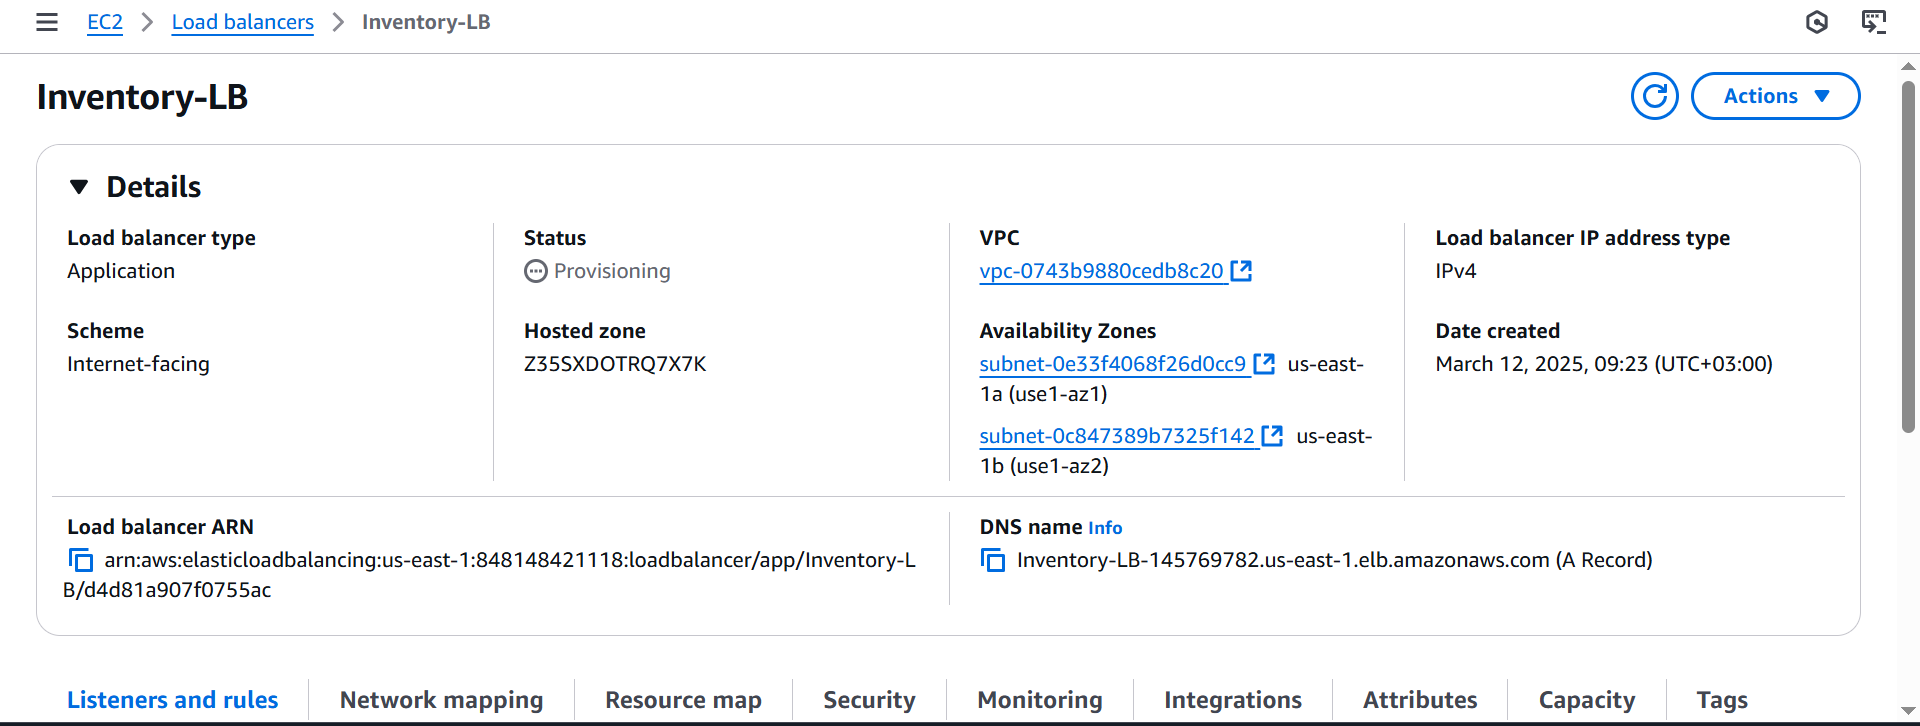 EC2 > Load balancers > Inventory-LB
Inventory-LB
Actions
Details
Load balancer type
Application
Status
Provisioning
VPC
vpc-0743b9880cedb8c20
Load balancer IP address type
IPv4
Scheme
Internet-facing
Hosted zone
Z35SXDOTRQ7X7K
Availability Zones
subnet-0e33f4068f26d0cc9 us-east-
1a (use1-az1)
subnet-0c847389b7325f142 us-east-
1b (use1-az2)
Date created
March 12, 2025, 09:23 (UTC+03:00)
Load balancer ARN
arn:aws:elasticloadbalancing:us-east-1:848148421118:loadbalancer/app/Inventory-L
B/d4d81a907f0755ac
DNS name Info
Inventory-LB-145769782.us-east-1.elb.amazonaws.com (A Record)
Listeners and rules Network mapping Resource map Security Monitoring Integrations Attributes Capacity Tags